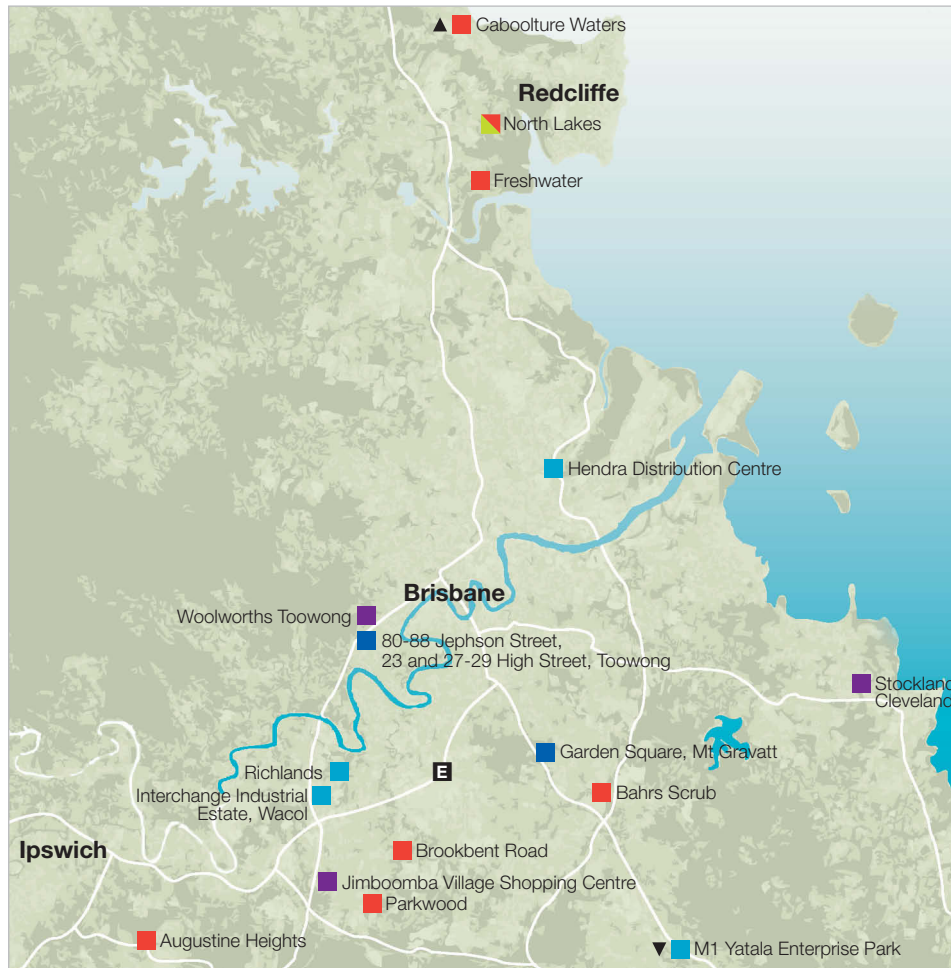 Caboolture Waters
Redcliffe
North Lakes
Freshwater
Hendra Distribution Centre
Brisbane
Woolworths Toowong
80-88 Jephson Street,
23 and 27-29 High Street, Toowong
Stockland
Cleveland
Garden Square, Mt Gravatt
Richlands
E
Interchange Industrial
Estate, Wacol
Bahrs Scrub
Ipswich
Brookbent Road
Jimboomba Village Shopping Centre
Parkwood
Augustine Heights
M1 Yatala Enterprise Park